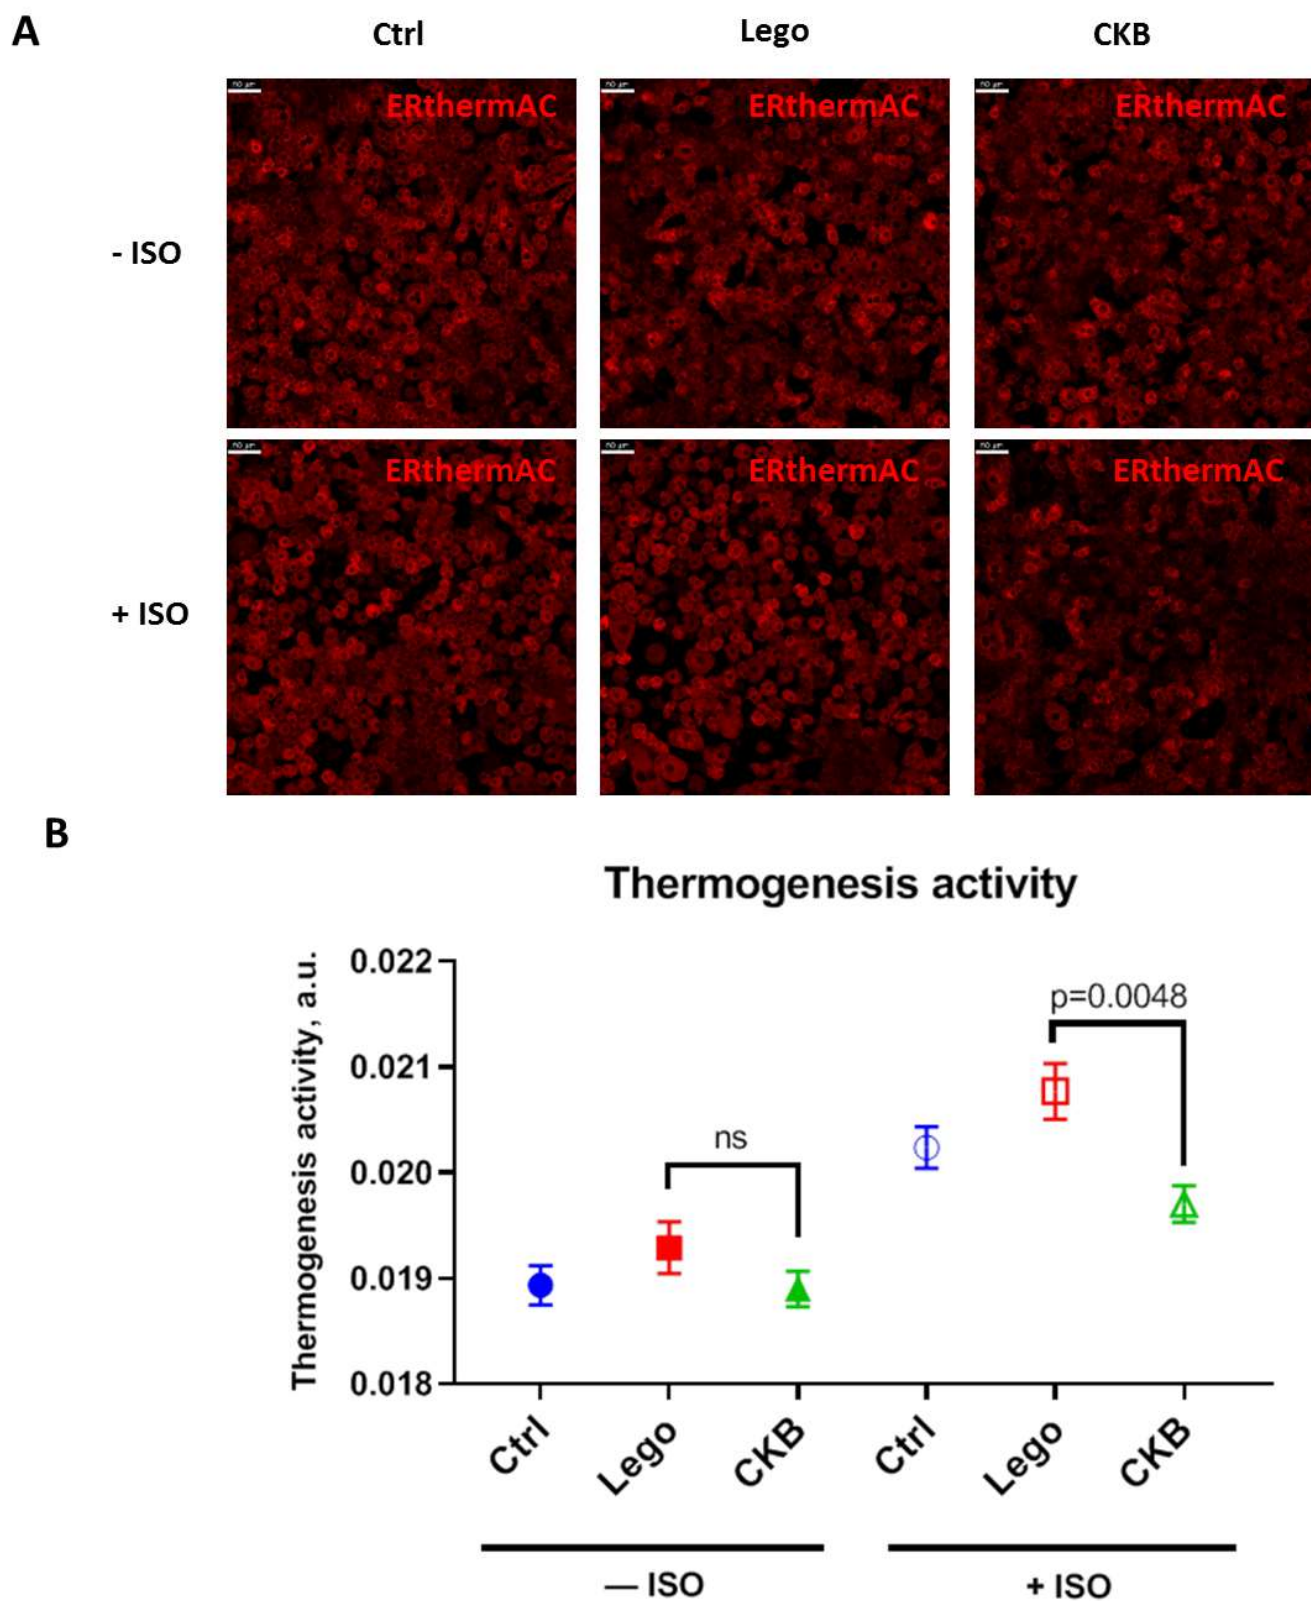 A
Ctrl Lego CKB
ERthermAC ERthermAC ERthermAC
- ISO
ERthermAC ERthermAC ERthermAC
+ ISO
B
Thermogenesis activity
Thermogenesis activity, a.u.
0.022
0.021
0.020
0.019
0.018
ns
p=0.0048
Ctrl Lego CKB Ctrl Lego CKB
— ISO + ISO